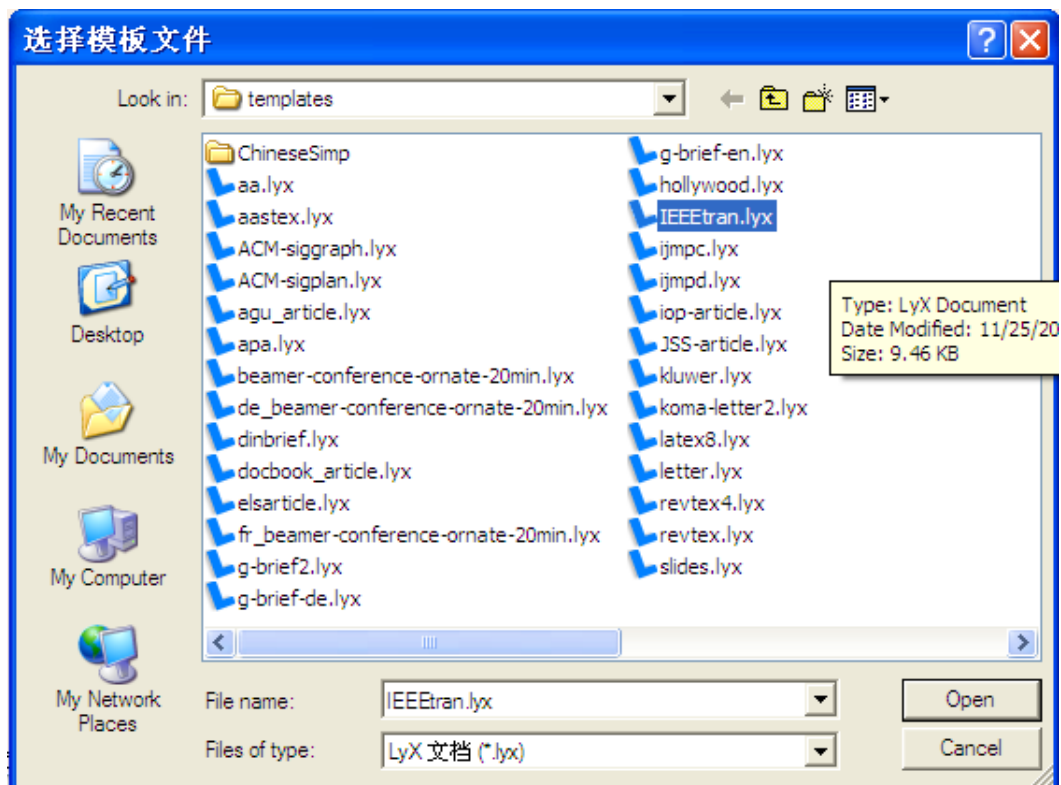 选择模板文件
Look in: templates
My Recent
Documents
Desktop
My Documents
My Computer
My Network
Places
ChineseSimp
aa.lyx
aastex.lyx
ACM-siggraph.lyx
ACM-sigplan.lyx
agu_article.lyx
apa.lyx
beamer-conference-ornate-20min.lyx
de_beamer-conference-ornate-20min.lyx
dinbrief.lyx
docbook_article.lyx
elsarticle.lyx
fr_beamer-conference-ornate-20min.lyx
g-brief2.lyx
g-brief-de.lyx
g-brief-en.lyx
hollywood.lyx
IEEEtran.lyx
ijmpc.lyx
ijmpd.lyx
iop-article.lyx
JSS-article.lyx
kluwer.lyx
koma-letter2.lyx
latex8.lyx
letter.lyx
revtex4.lyx
revtex.lyx
slides.lyx
Type: LyX Document
Date Modified: 11/25/20
Size: 9.46 KB
File name: IEEEtran.lyx
Open
Files of type: LyX 文档 (*.lyx)
Cancel